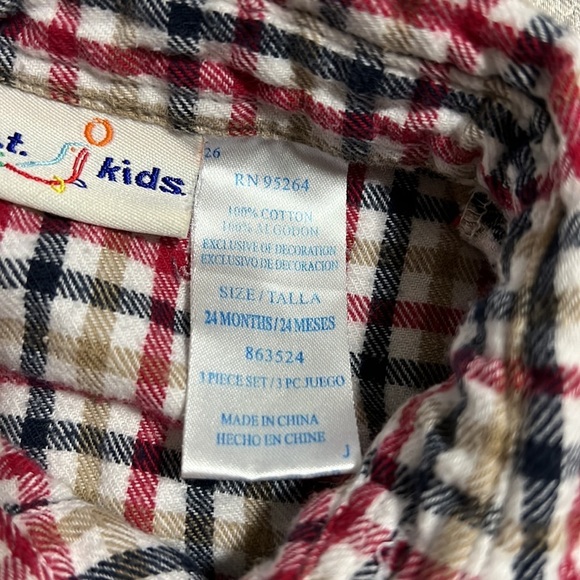 .t.
kids
26
RN 95264
100% COTTON
100% ALGODON
EXCLUSIVE OF DECORATION
EXCLUSIVO DE DECORACION
SIZE / TALLA
24 MONTHS / 24 MESES
863524
3 PIECE SET / 3 PC JUEGO
MADE IN CHINA
HECHO EN CHINE
J